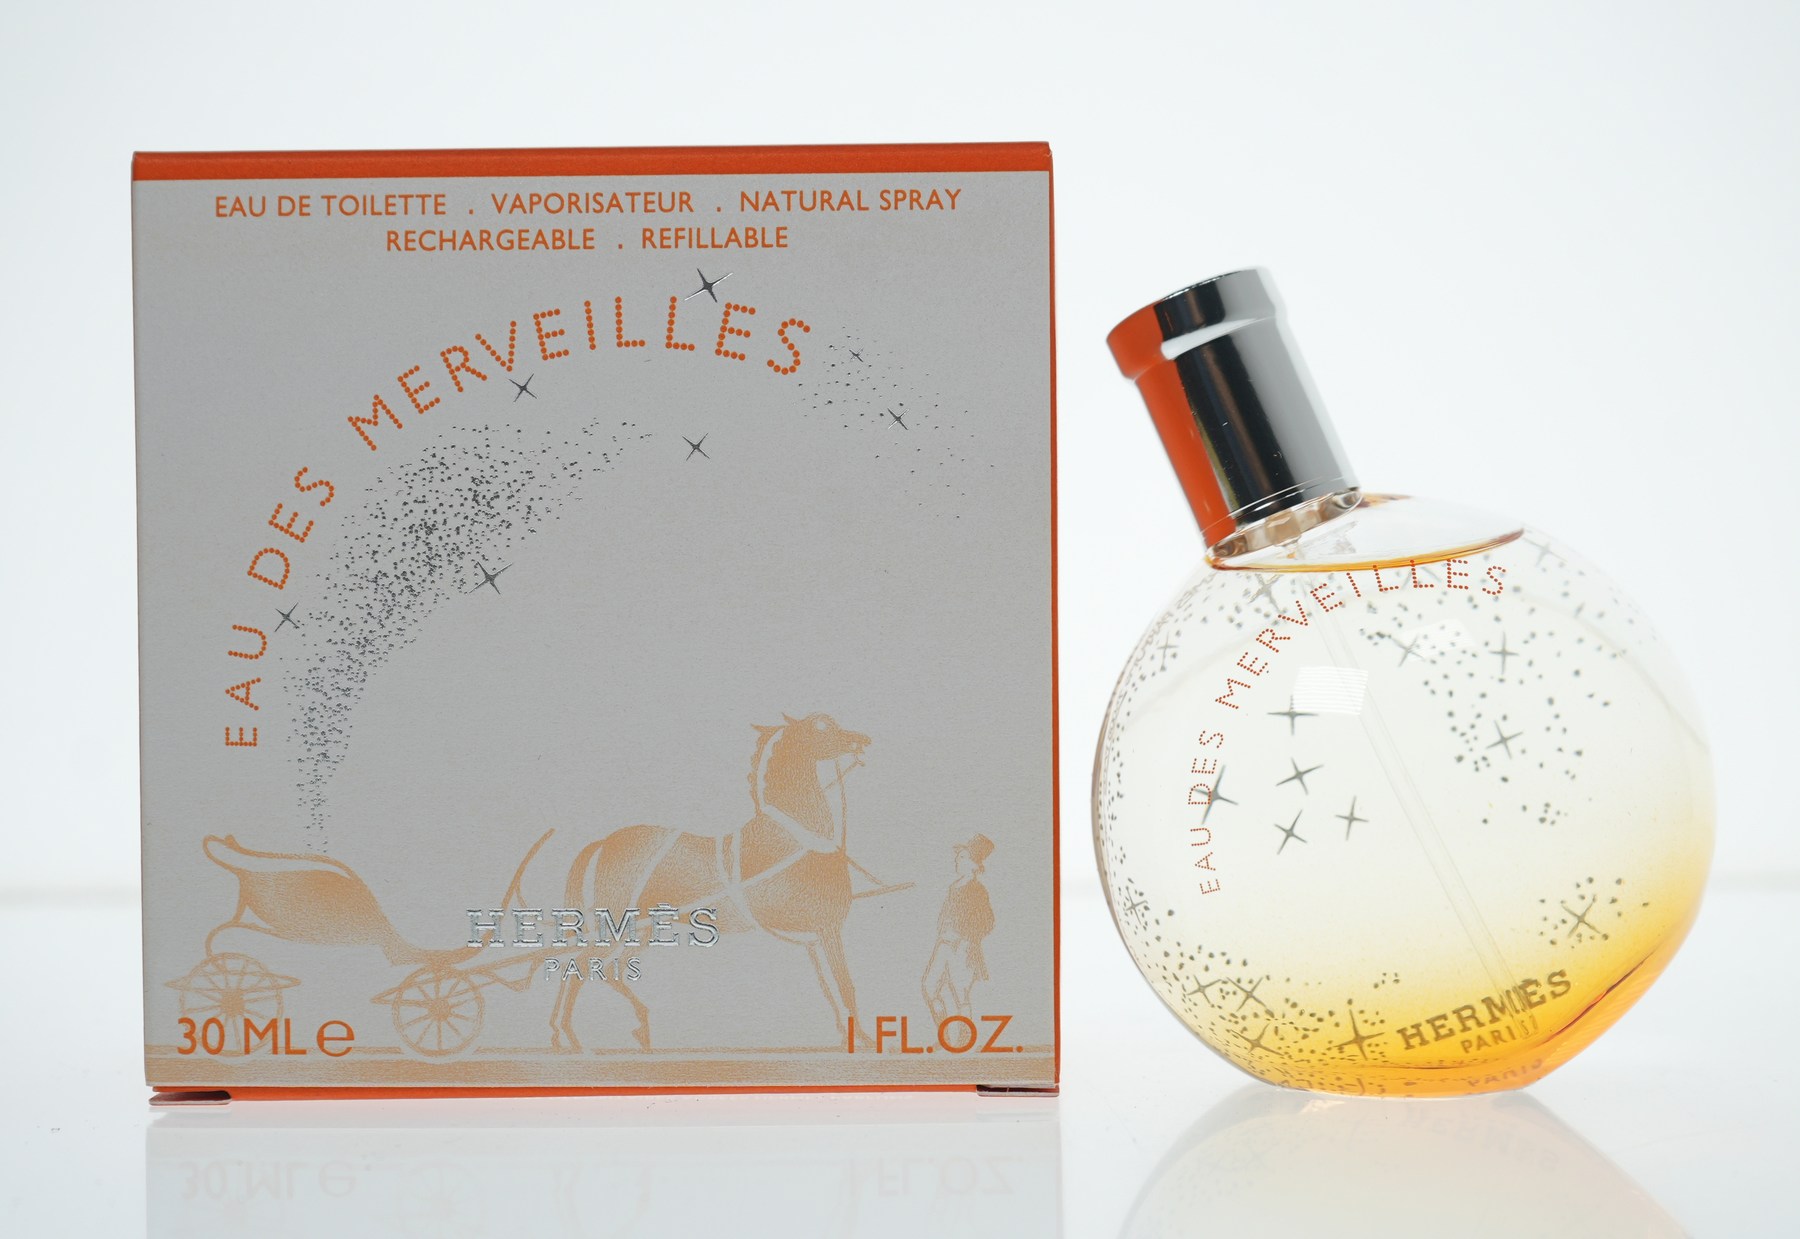 EAU DE TOILETTE . VAPORISATEUR . NATURAL SPRAY
RECHARGEABLE . REFILLABLE
EAU DES MERVEILLES
HERMÈS
PARIS
30 ML e
1 FL.OZ.
EAU DES MERVEILLES
HERMÈS
PARIS